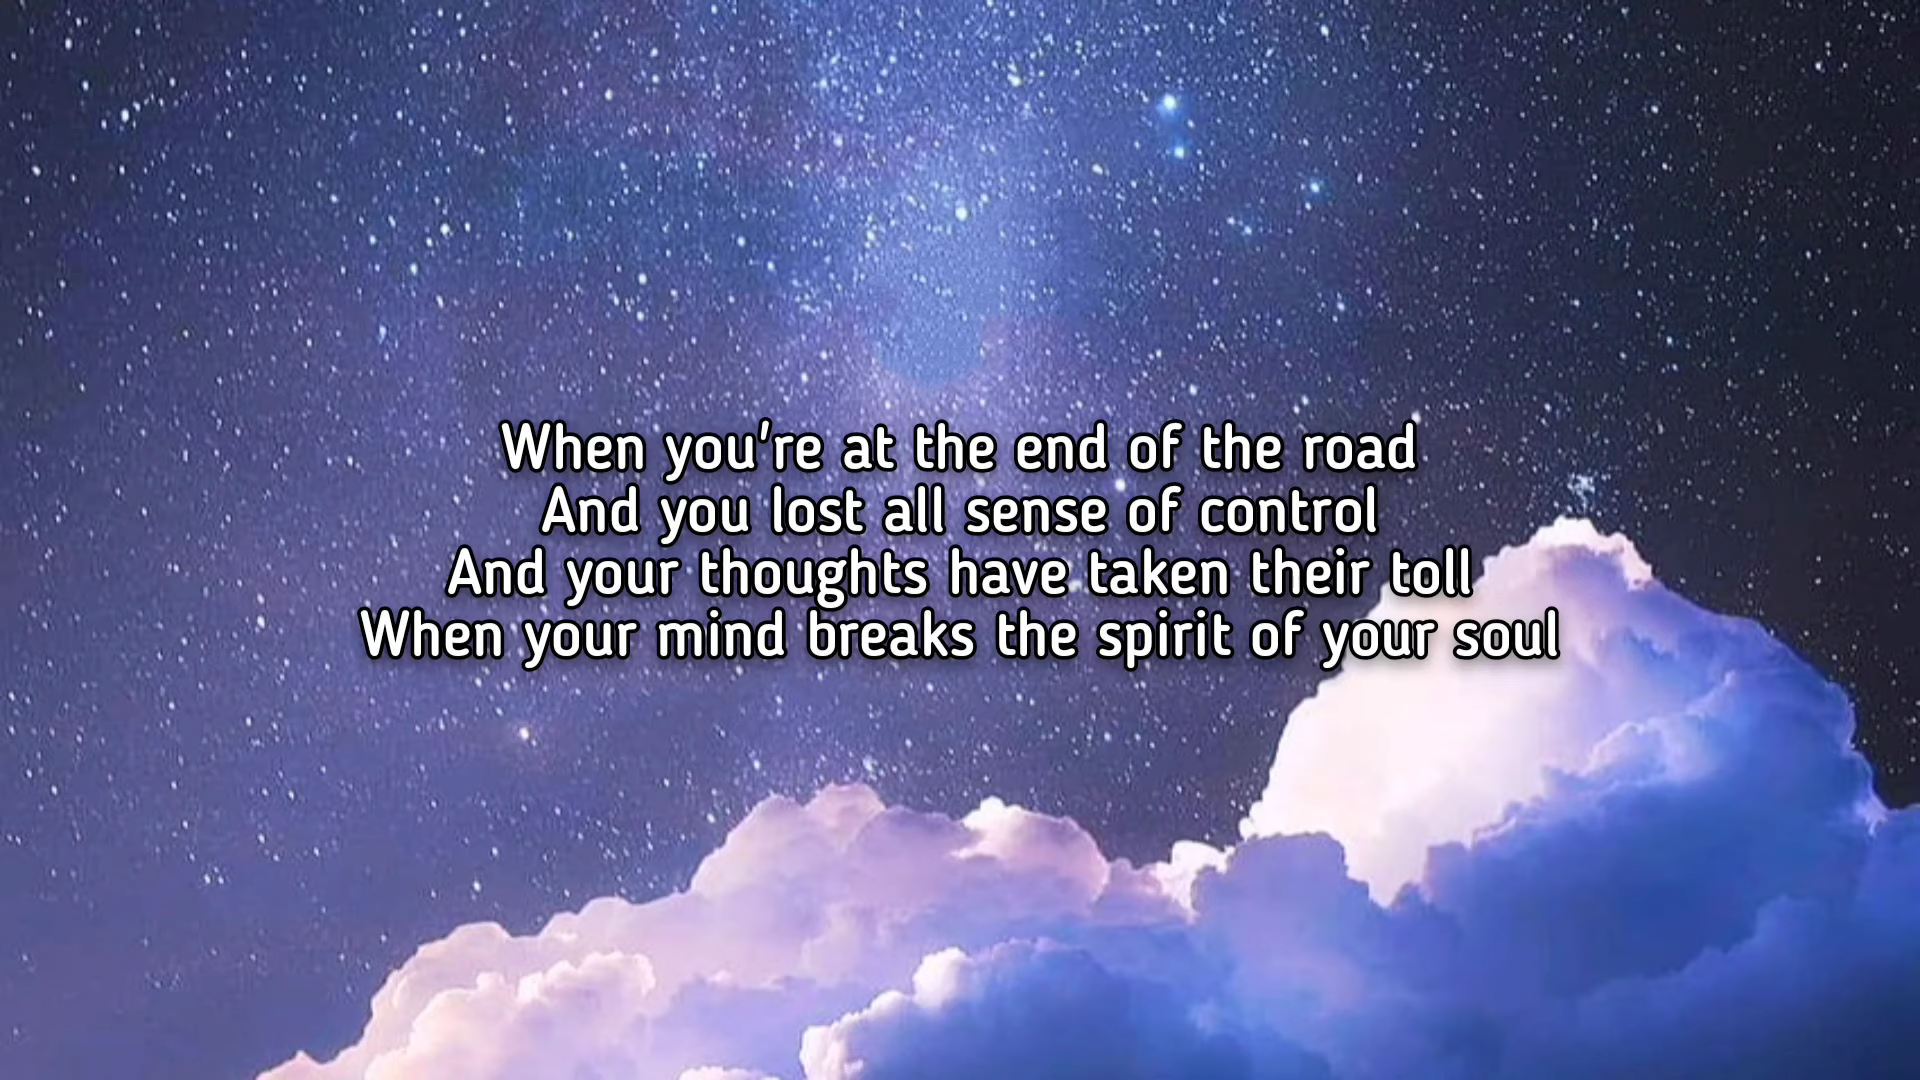 When you're at the end of the road
And you lost all sense of control
And your thoughts have taken their toll
When your mind breaks the spirit of your soul